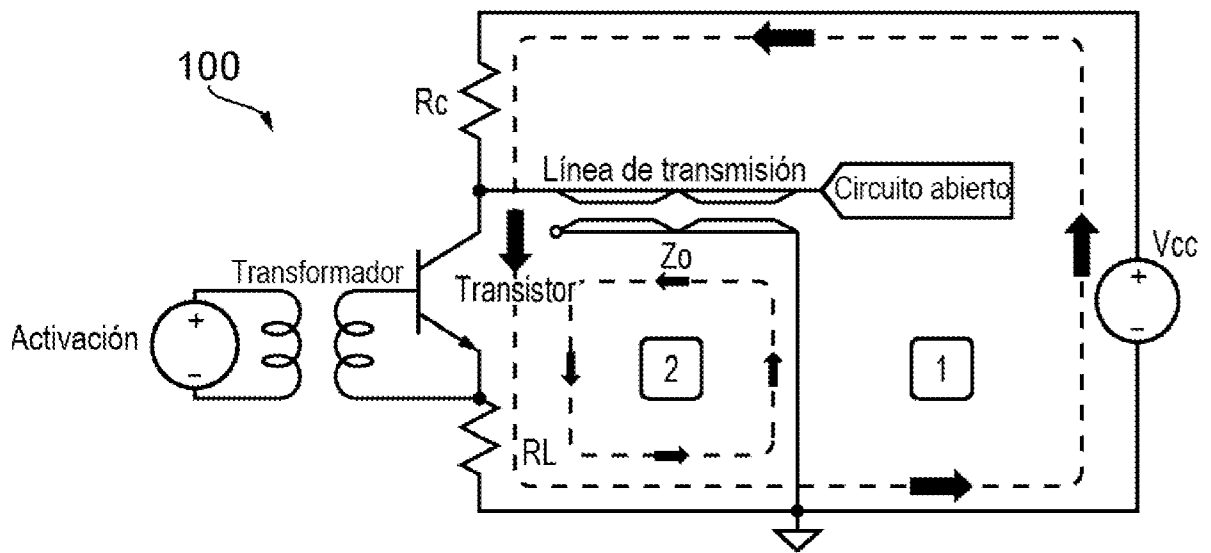 100
Rc
Línea de transmisión
Circuito abierto
Zo
Vcc
+
−
Transformador
Transistor
Activación
+
−
2
1
RL